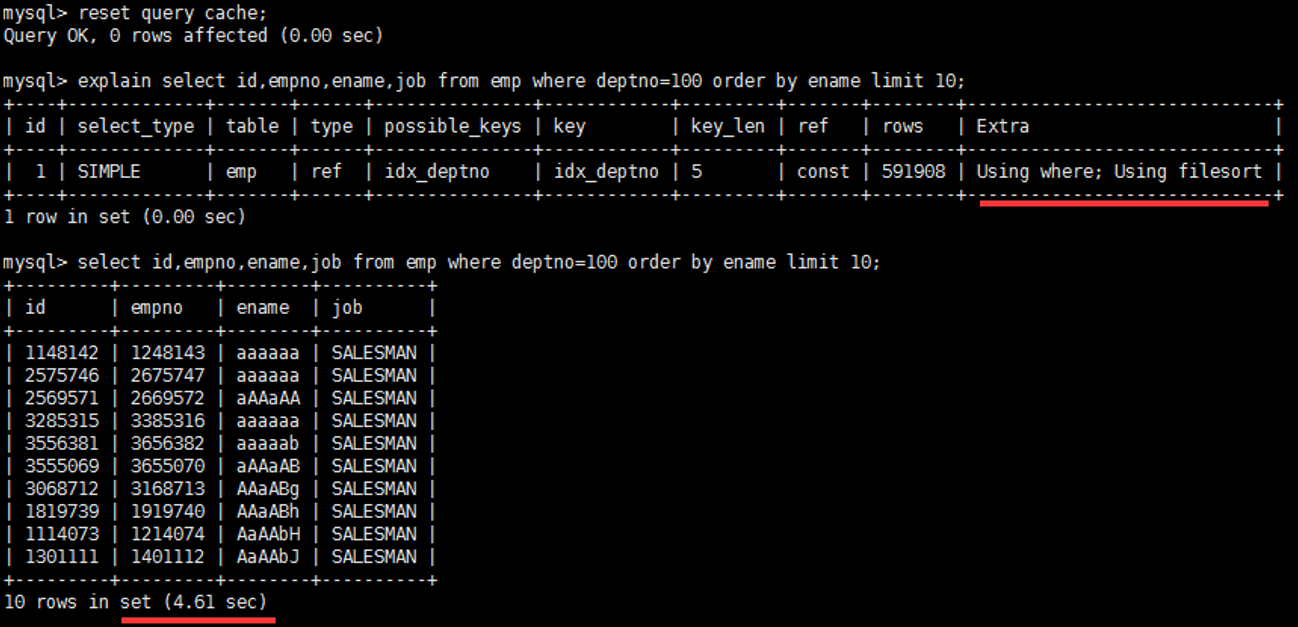 mysql> reset query cache;
Query OK, 0 rows affected (0.00 sec)
mysql> explain select id,empno,ename,job from emp where deptno=100 order by ename limit 10;
+----+-------------+-------+------+---------------+------------+---------+-------+--------+-----------------------------+
| id | select_type | table | type | possible_keys | key        | key_len | ref   | rows   | Extra                       |
+----+-------------+-------+------+---------------+------------+---------+-------+--------+-----------------------------+
|  1 | SIMPLE      | emp   | ref  | idx_deptno    | idx_deptno | 5       | const | 591908 | Using where; Using filesort |
+----+-------------+-------+------+---------------+------------+---------+-------+--------+-----------------------------+
1 row in set (0.00 sec)
mysql> select id,empno,ename,job from emp where deptno=100 order by ename limit 10;
+---------+---------+--------+----------+
| id      | empno   | ename  | job      |
+---------+---------+--------+----------+
| 1148142 | 1248143 | aaaaaa | SALESMAN |
| 2575746 | 2675747 | aaaaaa | SALESMAN |
| 2569571 | 2669572 | aAAaAA | SALESMAN |
| 3285315 | 3385316 | aaaaaa | SALESMAN |
| 3556381 | 3656382 | aaaaab | SALESMAN |
| 3555069 | 3655070 | aAAaAB | SALESMAN |
| 3068712 | 3168713 | AAaABg | SALESMAN |
| 1819739 | 1919740 | AAaABh | SALESMAN |
| 1114073 | 1214074 | AaAAbH | SALESMAN |
| 1301111 | 1401112 | AaAAbJ | SALESMAN |
+---------+---------+--------+----------+
10 rows in set (4.61 sec)